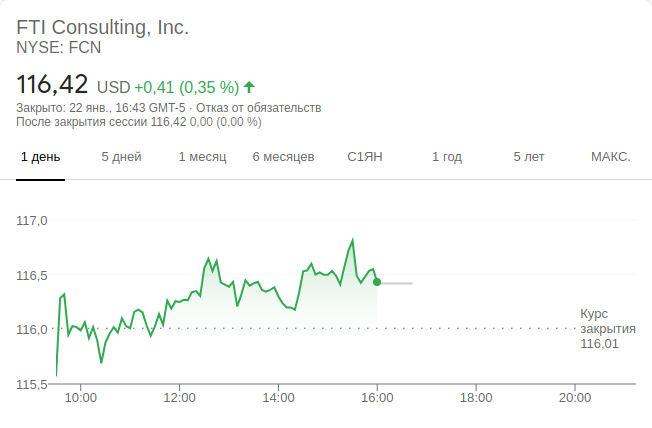 FTI Consulting, Inc.
NYSE: FCN
116,42 USD +0,41 (0,35 %)
Закрыто: 22 янв., 16:43 GMT-5 · Отказ от обязательств
После закрытия сессии 116,42 0,00 (0,00 %)
1 день 5 дней 1 месяц 6 месяцев С1ЯН 1 год 5 лет МАКС.
117,0
116,5
116,0
115,5
Курс
закрытия
116,01
10:00 12:00 14:00 16:00 18:00 20:00